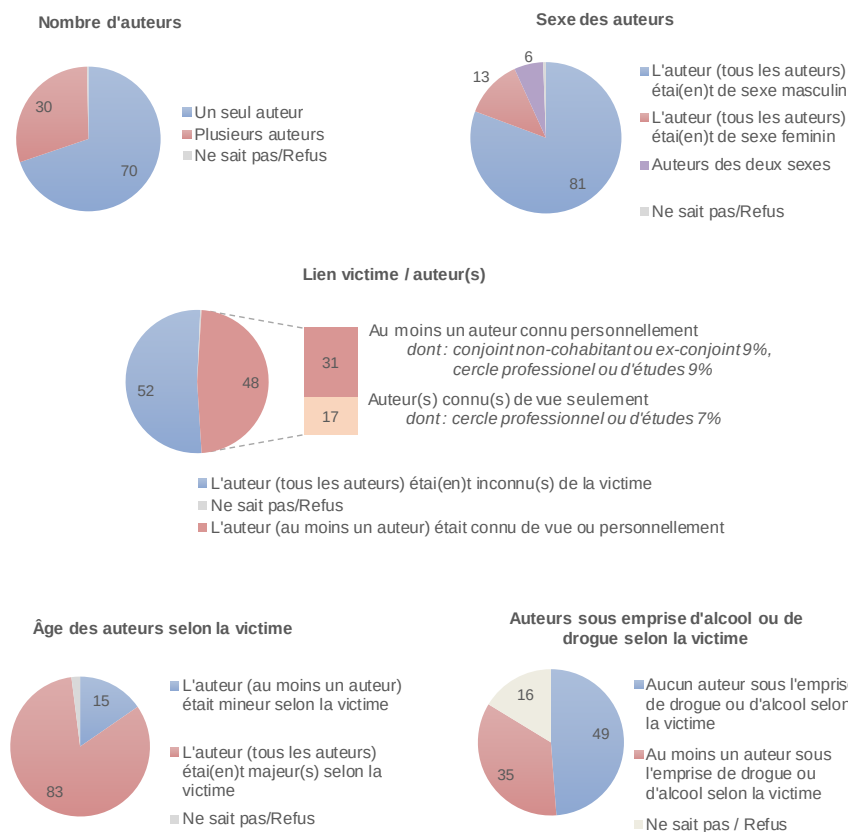 Nombre d'auteurs
30
70
Un seul auteur
Plusieurs auteurs
Ne sait pas/Refus
Sexe des auteurs
6
13
81
L'auteur (tous les auteurs)
étai(en)t de sexe masculin
L'auteur (tous les auteurs)
étai(en)t de sexe feminin
Auteurs des deux sexes
Ne sait pas/Refus
Lien victime / auteur(s)
52
48
31
17
Au moins un auteur connu personnellement
dont : conjoint non-cohabitant ou ex-conjoint 9%,
cercle professionel ou d'études 9%
Auteur(s) connu(s) de vue seulement
dont : cercle professionnel ou d'études 7%
L'auteur (tous les auteurs) étai(en)t inconnu(s) de la victime
Ne sait pas/Refus
L'auteur (au moins un auteur) était connu de vue ou personnellement
Âge des auteurs selon la victime
15
83
L'auteur (au moins un auteur)
était mineur selon la victime
L'auteur (tous les auteurs)
étai(en)t majeur(s) selon la
victime
Ne sait pas/Refus
Auteurs sous emprise d'alcool ou de
drogue selon la victime
16
49
35
Aucun auteur sous l'emprise
de drogue ou d'alcool selon
la victime
Au moins un auteur sous
l'emprise de drogue ou
d'alcool selon la victime
Ne sait pas / Refus